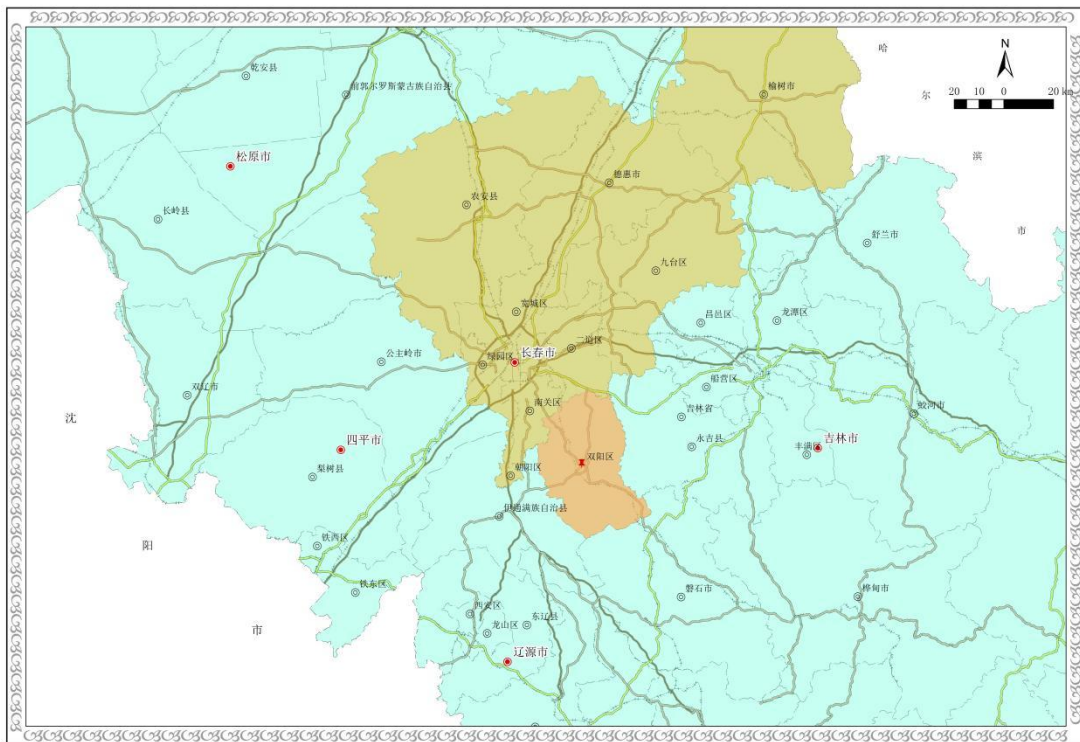 哈
N
乾安县
前郭尔罗斯蒙古族自治县
榆树市
尔
20 0 20 km
松原市
滨
德惠市
农安县
长岭县
市
舒兰市
九台区
宽城区
昌邑区
龙潭区
二道区
长春市
绿园区
公主岭市
双辽市
船营区
沈
南关区
吉林省
蛟河市
四平市
永吉县
吉林市
丰满区
双阳区
梨树县
朝阳区
伊通满族自治县
阳
铁西区
铁东区
磐石市
桦甸市
西安区
东辽县
龙山区
市
辽源市